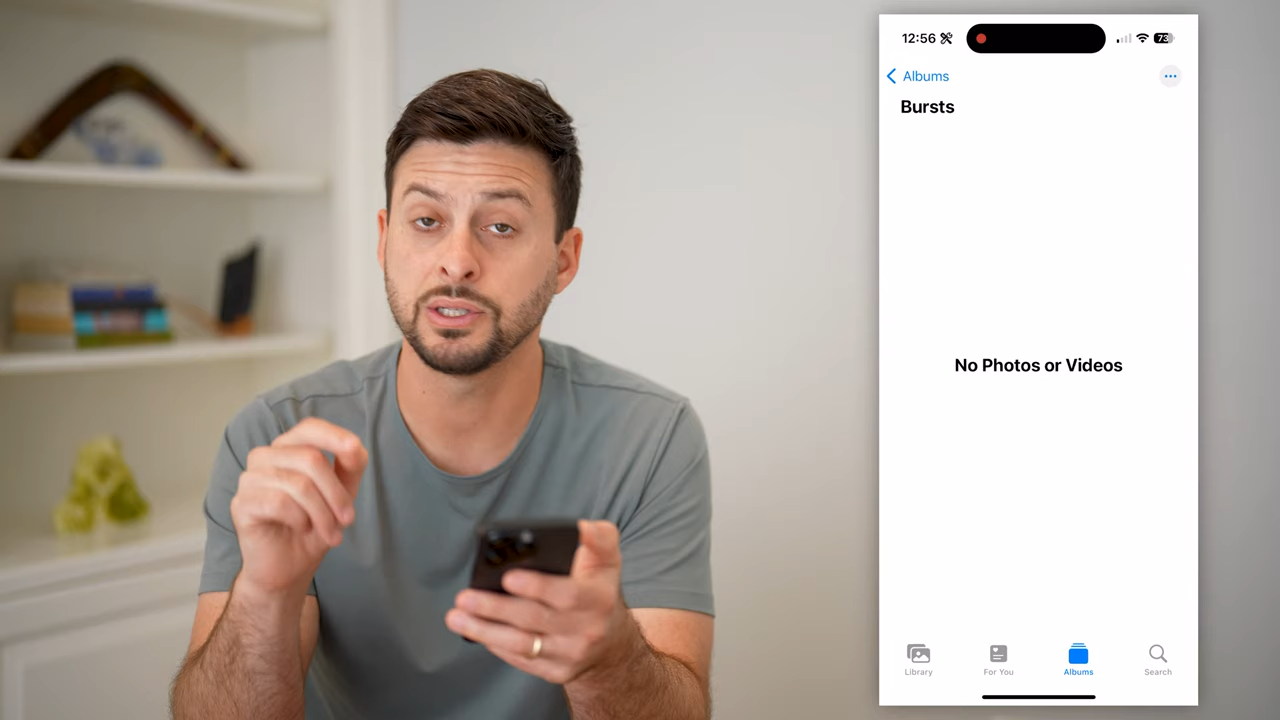 12:56
73
Albums
Bursts
No Photos or Videos
Library
For You
Albums
Search